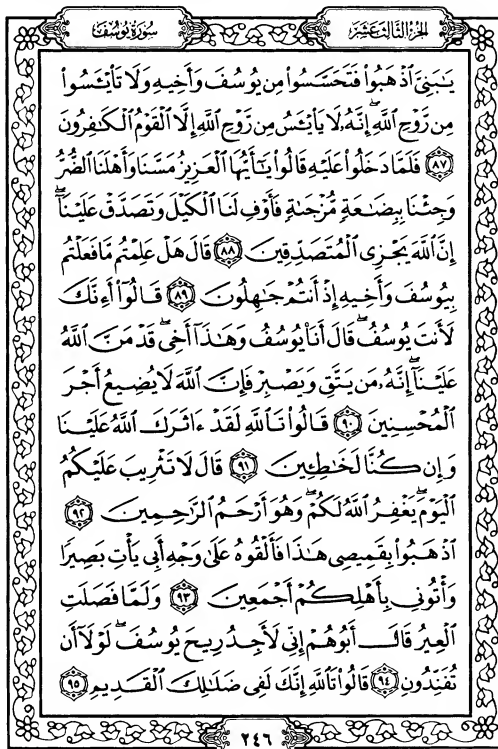 الجزء الثالث عشر
سورة يوسف
يَـٰبَنِىَّ ٱذْهَبُوا۟ فَتَحَسَّسُوا۟ مِن يُوسُفَ وَأَخِيهِ وَلَا تَا۟يْـَٔسُوا۟
مِن رَّوْحِ ٱللَّهِ ۖ إِنَّهُۥ لَا يَا۟يْـَٔسُ مِن رَّوْحِ ٱللَّهِ إِلَّا ٱلْقَوْمُ ٱلْكَـٰفِرُونَ
٨٧ فَلَمَّا دَخَلُوا۟ عَلَيْهِ قَالُوا۟ يَـٰٓأَيُّهَا ٱلْعَزِيزُ مَسَّنَا وَأَهْلَنَا ٱلضُّرُّ
وَجِئْنَا بِبِضَـٰعَةٍ مُّزْجَىٰةٍ فَأَوْفِ لَنَا ٱلْكَيْلَ وَتَصَدَّقْ عَلَيْنَآ ۖ
إِنَّ ٱللَّهَ يَجْزِى ٱلْمُتَصَدِّقِينَ ٨٨ قَالَ هَلْ عَلِمْتُم مَّا فَعَلْتُم
بِيُوسُفَ وَأَخِيهِ إِذْ أَنتُمْ جَـٰهِلُونَ ٨٩ قَالُوٓا۟ أَءِنَّكَ
لَأَنتَ يُوسُفُ ۖ قَالَ أَنَا۠ يُوسُفُ وَهَـٰذَآ أَخِى ۖ قَدْ مَنَّ ٱللَّهُ
عَلَيْنَآ ۖ إِنَّهُۥ مَن يَتَّقِ وَيَصْبِرْ فَإِنَّ ٱللَّهَ لَا يُضِيعُ أَجْرَ
ٱلْمُحْسِنِينَ ٩٠ قَالُوا۟ تَٱللَّهِ لَقَدْ ءَاثَرَكَ ٱللَّهُ عَلَيْنَا
وَإِن كُنَّا لَخَـٰطِـِٔينَ ٩١ قَالَ لَا تَثْرِيبَ عَلَيْكُمُ
ٱلْيَوْمَ ۖ يَغْفِرُ ٱللَّهُ لَكُمْ ۖ وَهُوَ أَرْحَمُ ٱلرَّٰحِمِينَ ٩٢
ٱذْهَبُوا۟ بِقَمِيصِى هَـٰذَا فَأَلْقُوهُ عَلَىٰ وَجْهِ أَبِى يَأْتِ بَصِيرًا
وَأْتُونِى بِأَهْلِكُمْ أَجْمَعِينَ ٩٣ وَلَمَّا فَصَلَتِ
ٱلْعِيرُ قَالَ أَبُوهُمْ إِنِّى لَأَجِدُ رِيحَ يُوسُفَ ۖ لَوْلَآ أَن
تُفَنِّدُونِ ٩٤ قَالُوا۟ تَٱللَّهِ إِنَّكَ لَفِى ضَلَـٰلِكَ ٱلْقَدِيمِ ٩٥
٢٤٦